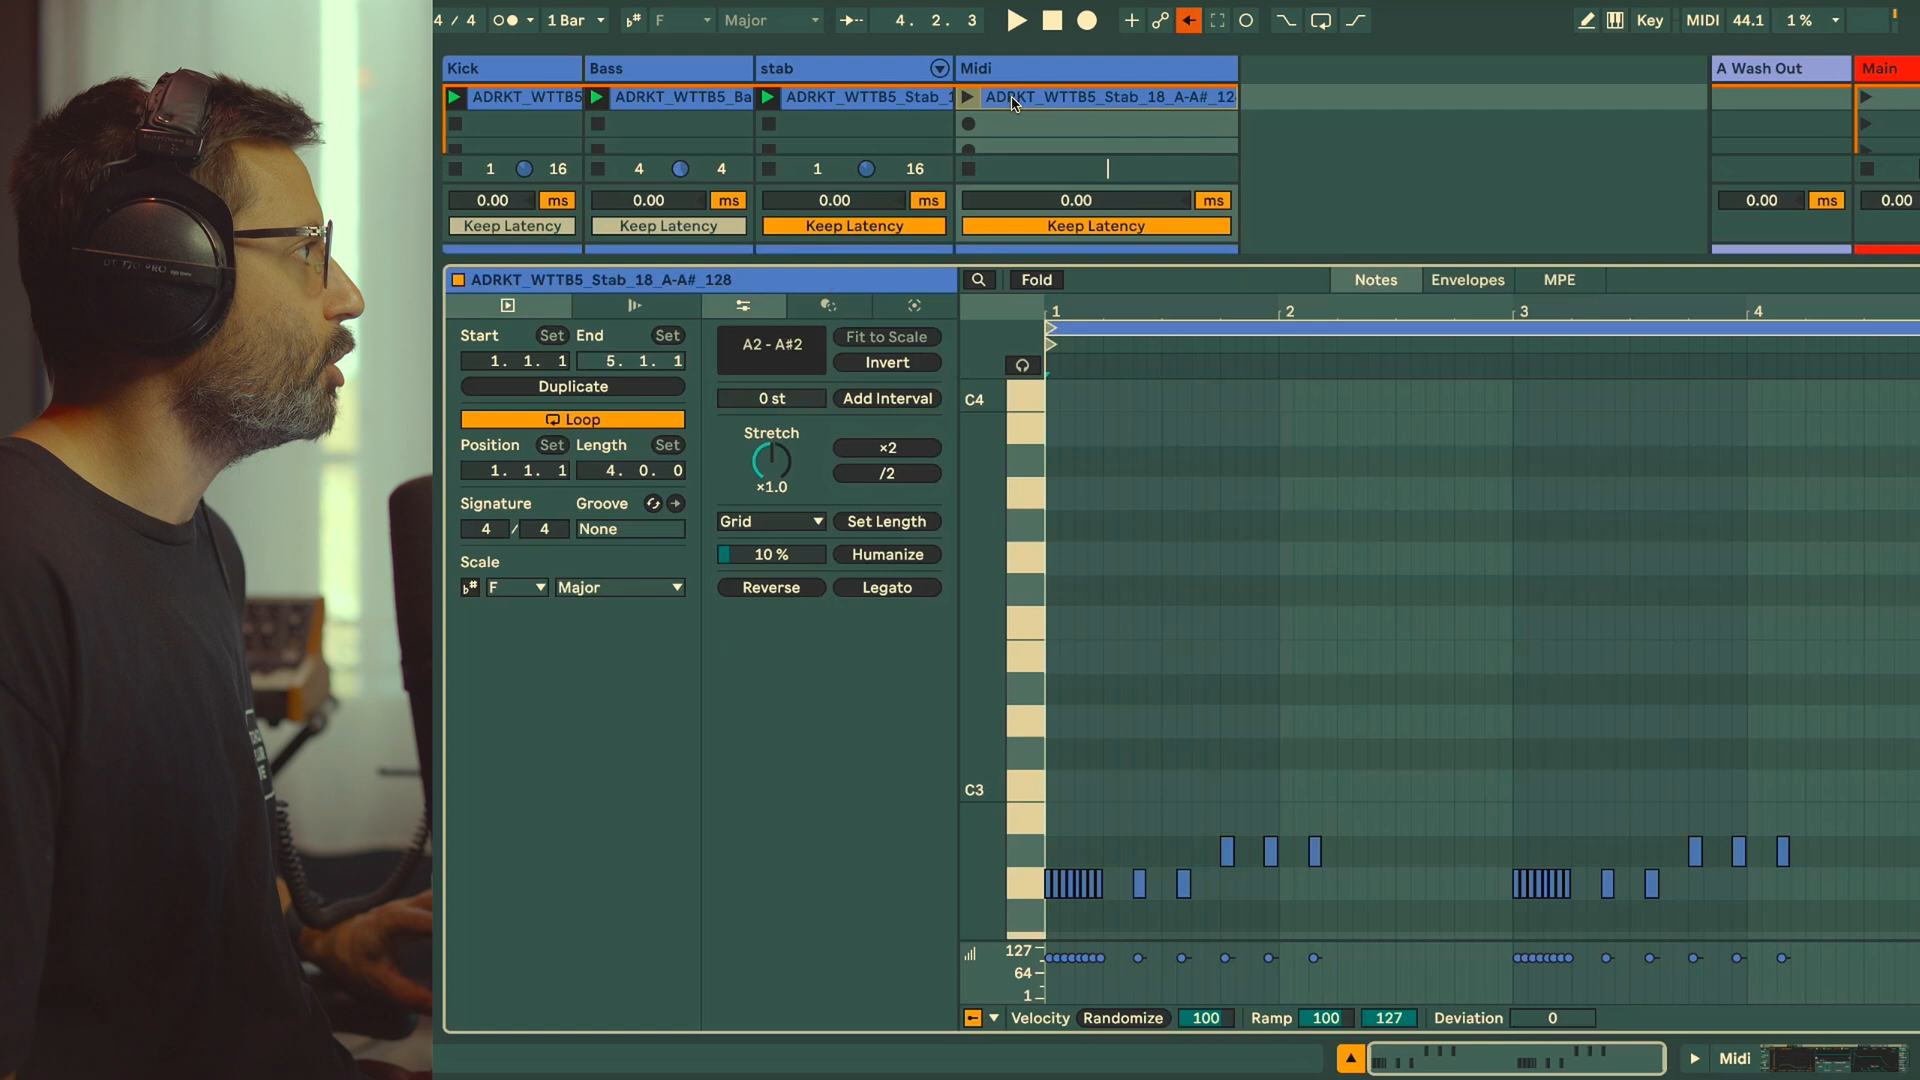 4 / 4 1 Bar F Major 4. 2. 3 Key MIDI 44.1 1 %
Kick Bass stab Midi A Wash Out Main
ADRKT_WTTB5 ADRKT_WTTB5_Ba ADRKT_WTTB5_Stab_1 ADRKT_WTTB5_Stab_18_A-A#_12
1 16 4 4 1 16
0.00 ms 0.00 ms 0.00 ms 0.00 ms 0.00 ms 0.00
Keep Latency Keep Latency Keep Latency Keep Latency
ADRKT_WTTB5_Stab_18_A-A#_128 Fold Notes Envelopes MPE
1 2 3 4
Start Set End Set
1. 1. 1 5. 1. 1
Duplicate
Loop
Position Set Length Set
1. 1. 1 4. 0. 0
Signature Groove
4 / 4 None
Scale
F Major
A2 - A#2 Fit to Scale
Invert
0 st Add Interval
Stretch
×2
/2
×1.0
Grid Set Length
10 % Humanize
Reverse Legato
C4
C3
127
64
1
Velocity Randomize 100 Ramp 100 127 Deviation 0
Midi
DT 770 PRO